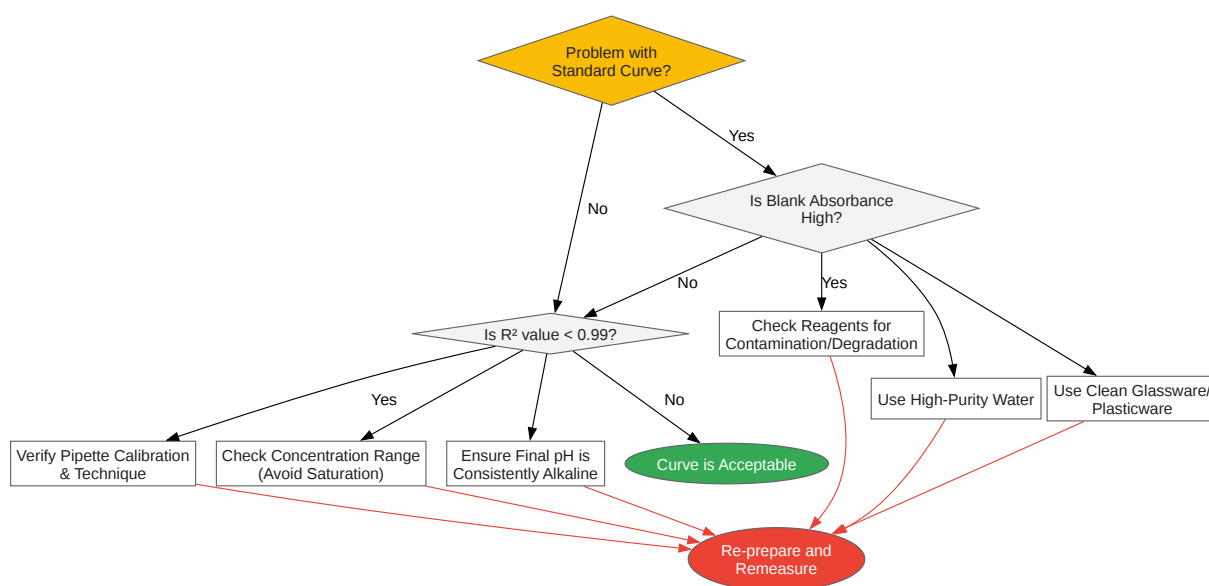 Problem with
Standard Curve?
Yes
Is Blank Absorbance
High?
No
No
Yes
Is R² value < 0.99?
Check Reagents for
Contamination/Degradation
Use High-Purity Water
Use Clean Glassware/
Plasticware
Yes
No
Verify Pipette Calibration
& Technique
Check Concentration Range
(Avoid Saturation)
Ensure Final pH is
Consistently Alkaline
Curve is Acceptable
Re-prepare and
Remeasure